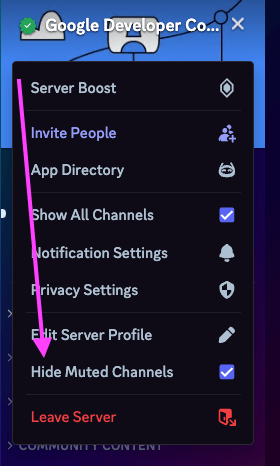 Google Developer Co...
Server Boost
Invite People
App Directory
Show All Channels
Notification Settings
Privacy Settings
Edit Server Profile
Hide Muted Channels
Leave Server
COMMUNITY CONTENT